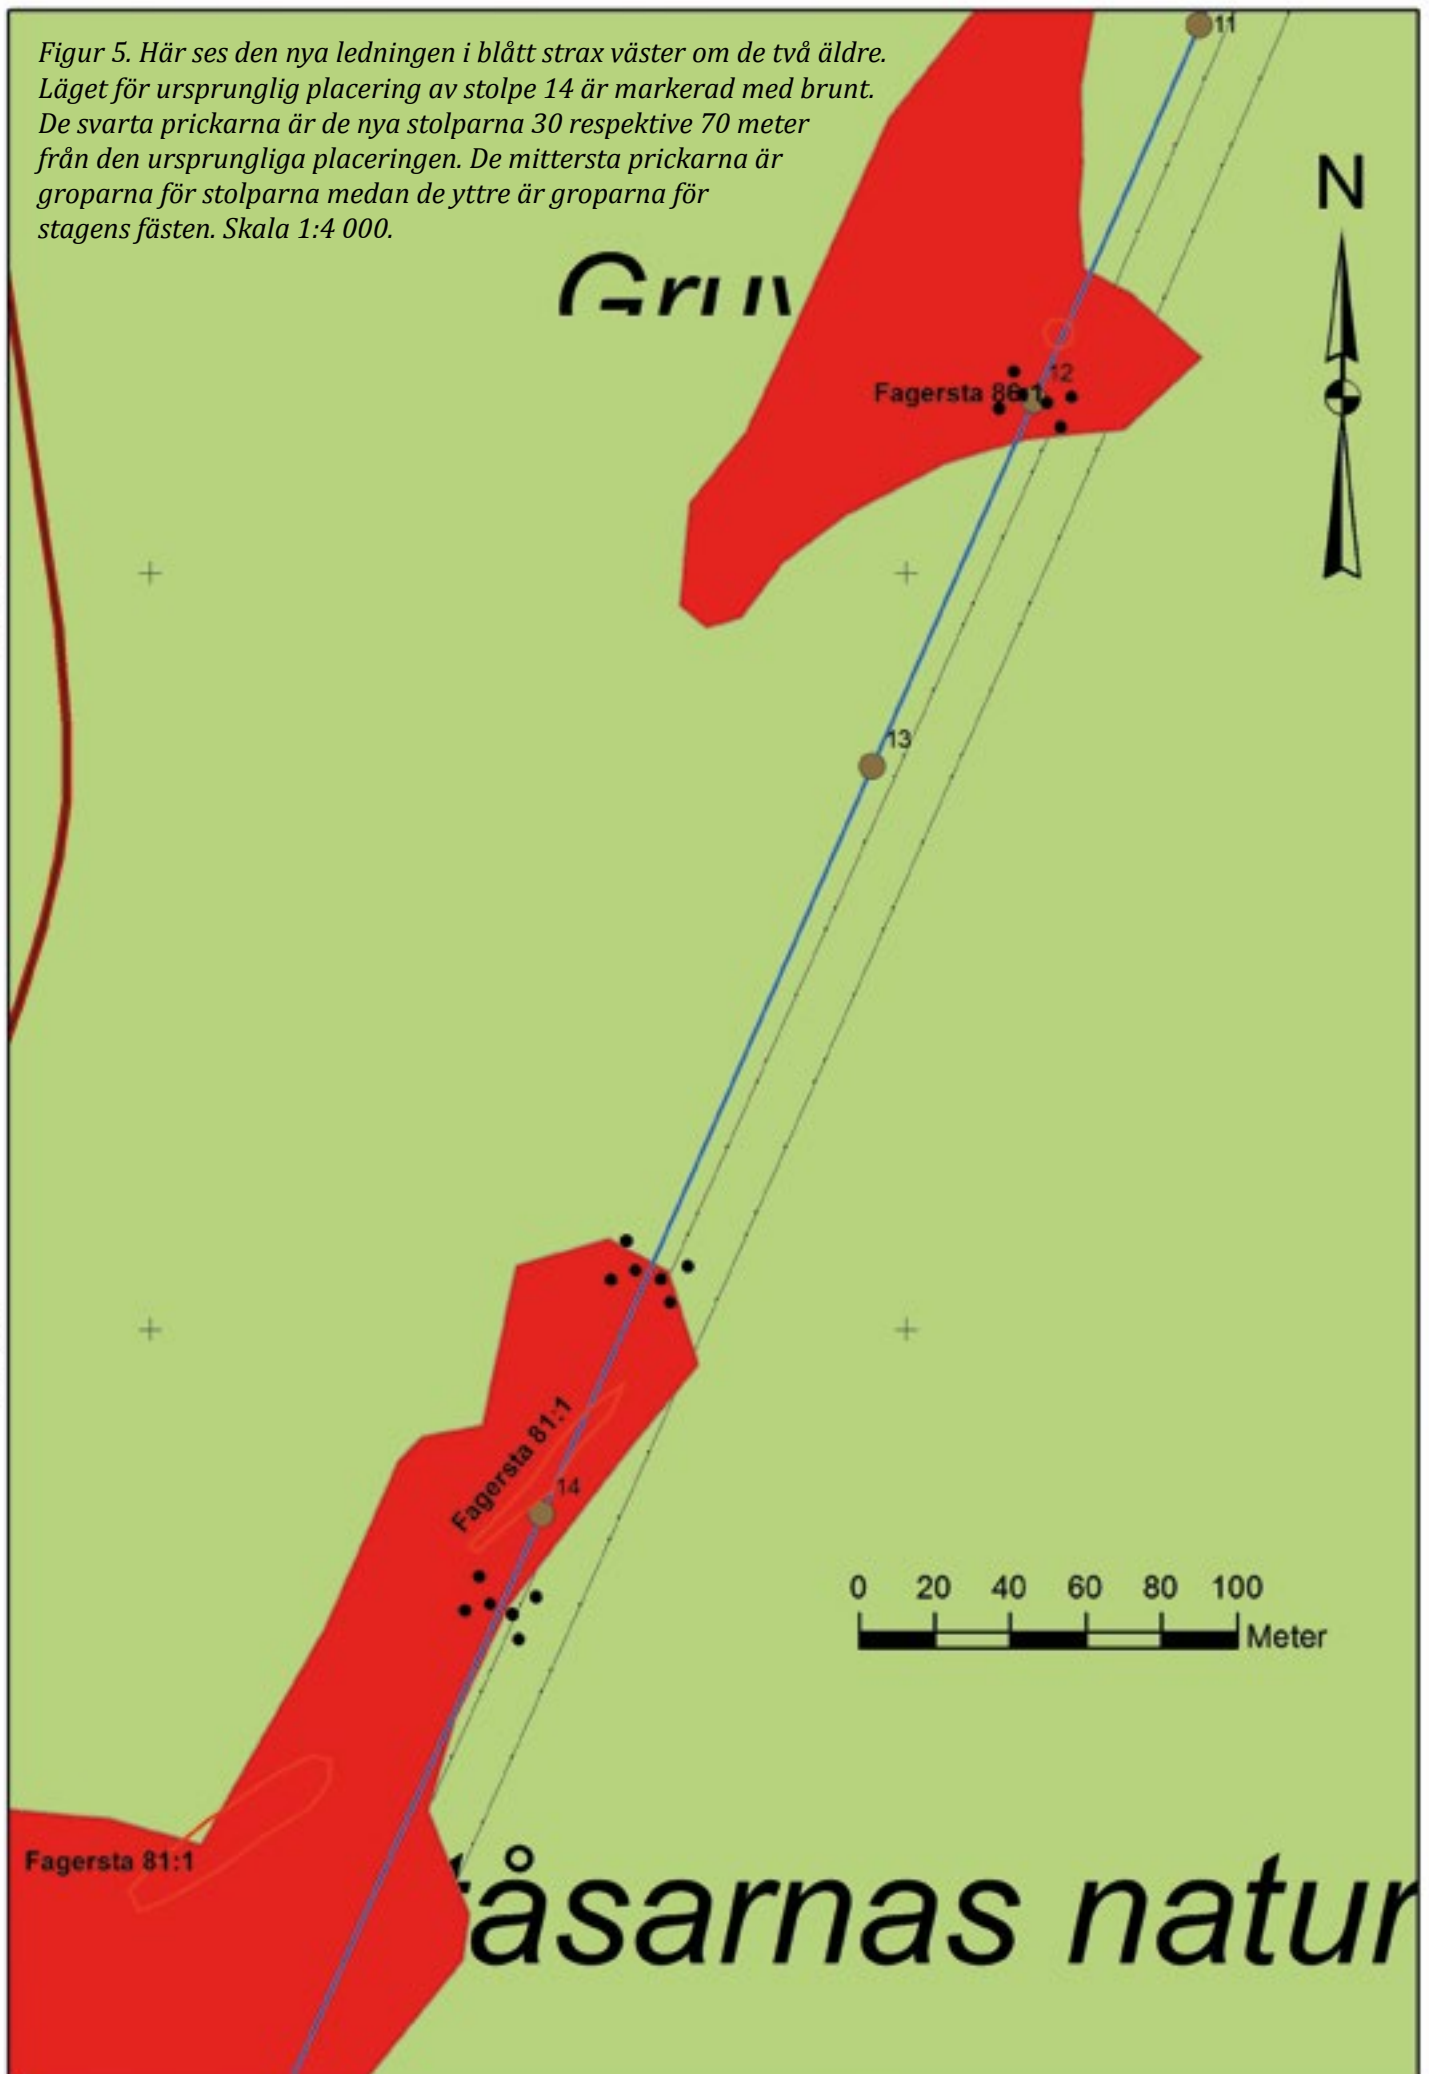 Figur 5. Här ses den nya ledningen i blått strax väster om de två äldre.
Läget för ursprunglig placering av stolpe 14 är markerad med brunt.
De svarta prickarna är de nya stolparna 30 respektive 70 meter
från den ursprungliga placeringen. De mittersta prickarna är
groparna för stolparna medan de yttre är groparna för
stagens fästen. Skala 1:4 000.
11
N
Gruv
12
Fagersta 86:1
13
Fagersta 81:1
14
0 20 40 60 80 100
Meter
Fagersta 81:1
åsarnas natur